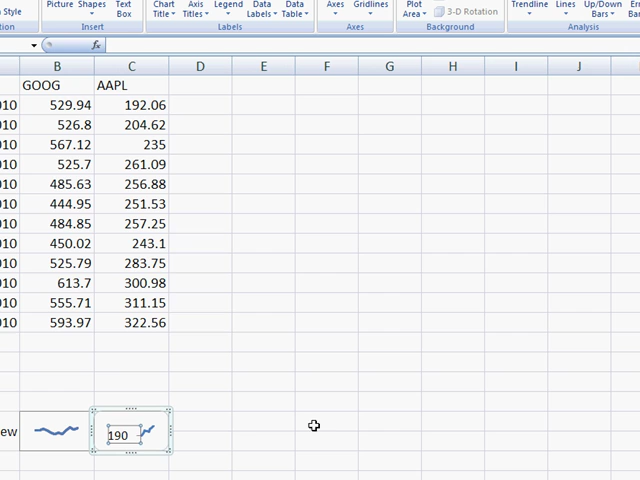 n Style Picture Shapes Text Box Chart Title Axis Titles Legend Data Labels Data Table Axes Gridlines Plot Area 3-D Rotation Trendline Lines Up/Down Bars
tion Insert Labels Axes Background Analysis
fx
B C D E F G H I J
GOOG AAPL
010 529.94 192.06
010 526.8 204.62
010 567.12 235
010 525.7 261.09
010 485.63 256.88
010 444.95 251.53
010 484.85 257.25
010 450.02 243.1
010 525.79 283.75
010 613.7 300.98
010 555.71 311.15
010 593.97 322.56
ew 190